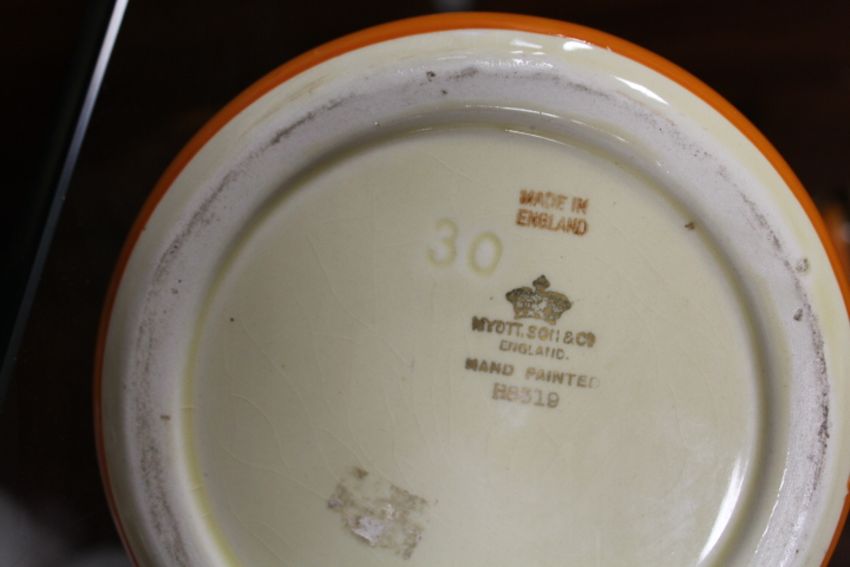 MADE IN
ENGLAND
30
MYOTT, SON & Co
ENGLAND.
HAND PAINTED
H8319